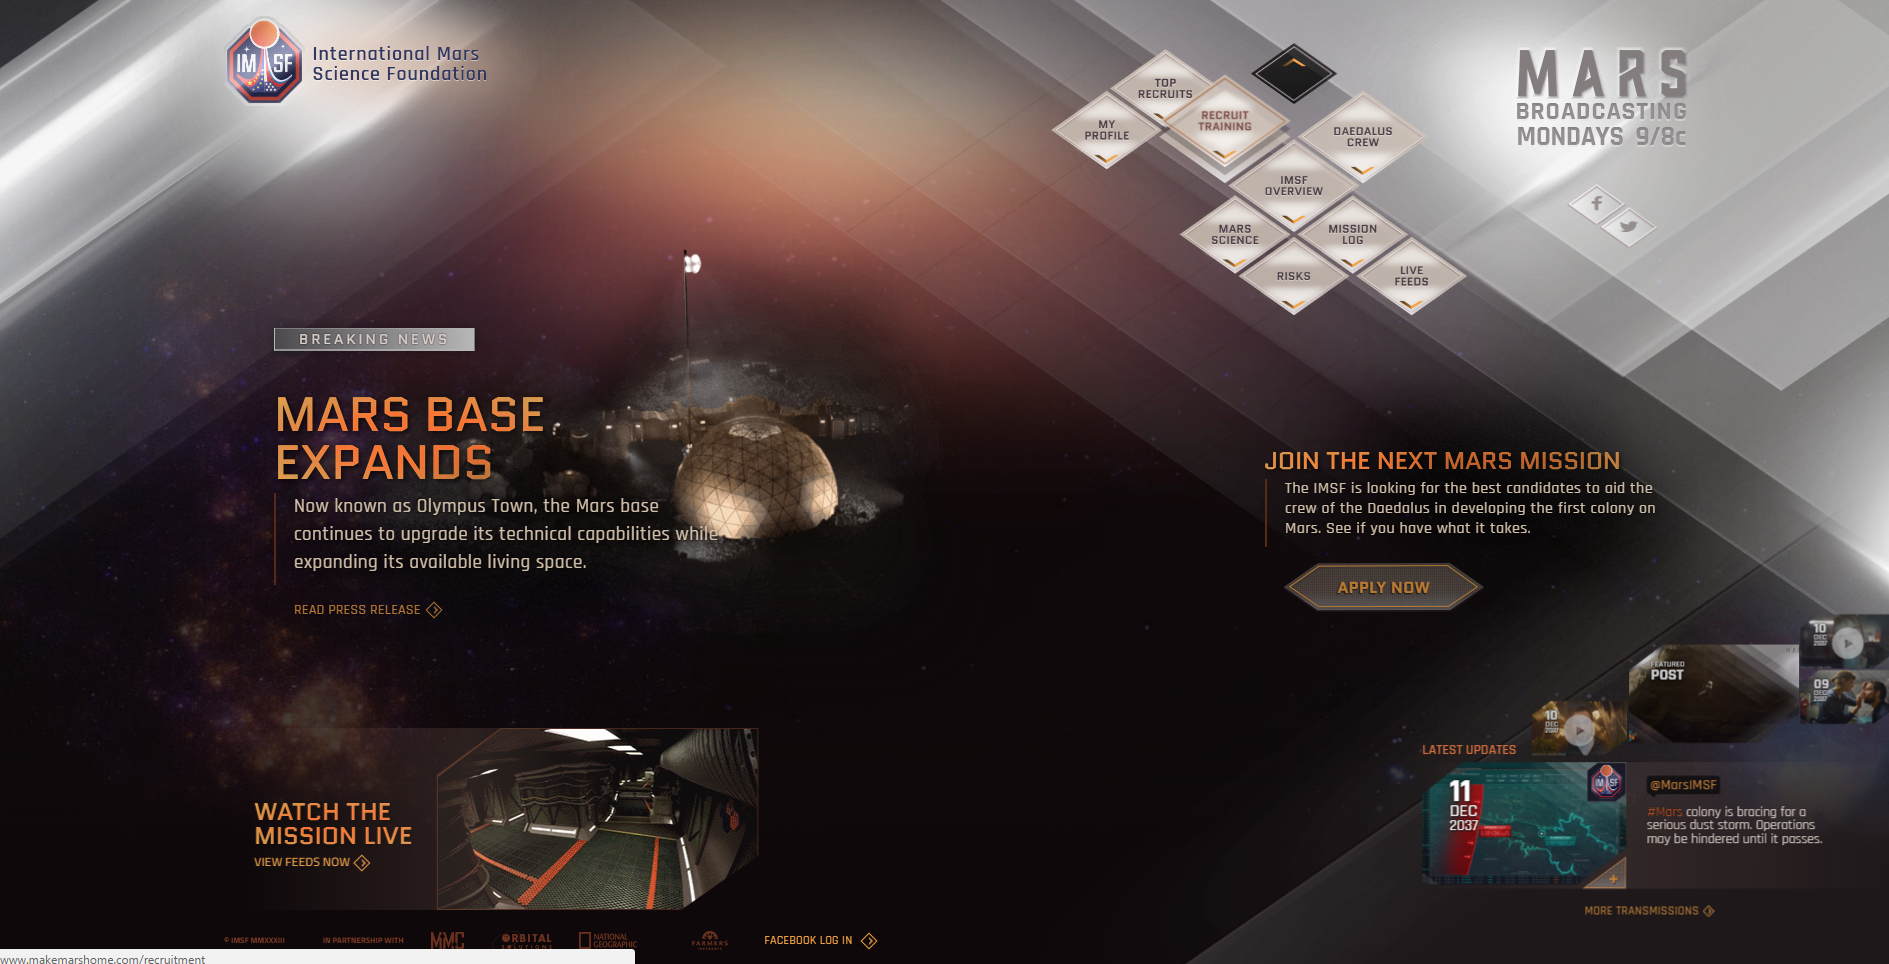 IMSF
International Mars
Science Foundation
TOP
RECRUITS
RECRUIT
TRAINING
MY
PROFILE
DAEDALUS
CREW
IMSF
OVERVIEW
MARS
SCIENCE
MISSION
LOG
RISKS
LIVE
FEEDS
MARS
BROADCASTING
MONDAYS 9/8c
BREAKING NEWS
MARS BASE
EXPANDS
Now known as Olympus Town, the Mars base
continues to upgrade its technical capabilities while
expanding its available living space.
READ PRESS RELEASE
JOIN THE NEXT MARS MISSION
The IMSF is looking for the best candidates to aid the
crew of the Daedalus in developing the first colony on
Mars. See if you have what it takes.
APPLY NOW
10
DEC
2037
FEATURED
POST
09
DEC
2037
10
DEC
2037
LATEST UPDATES
11
DEC
2037
IMSF
@MarsIMSF
#Mars colony is bracing for a
serious dust storm. Operations
may be hindered until it passes.
MORE TRANSMISSIONS
WATCH THE
MISSION LIVE
VIEW FEEDS NOW
© IMSF MMXXXIII
IN PARTNERSHIP WITH
MMC
ORBITAL
SOLUTIONS
NATIONAL
GEOGRAPHIC
FARMERS
INSURANCE
FACEBOOK LOG IN
www.makemarshome.com/recruitment